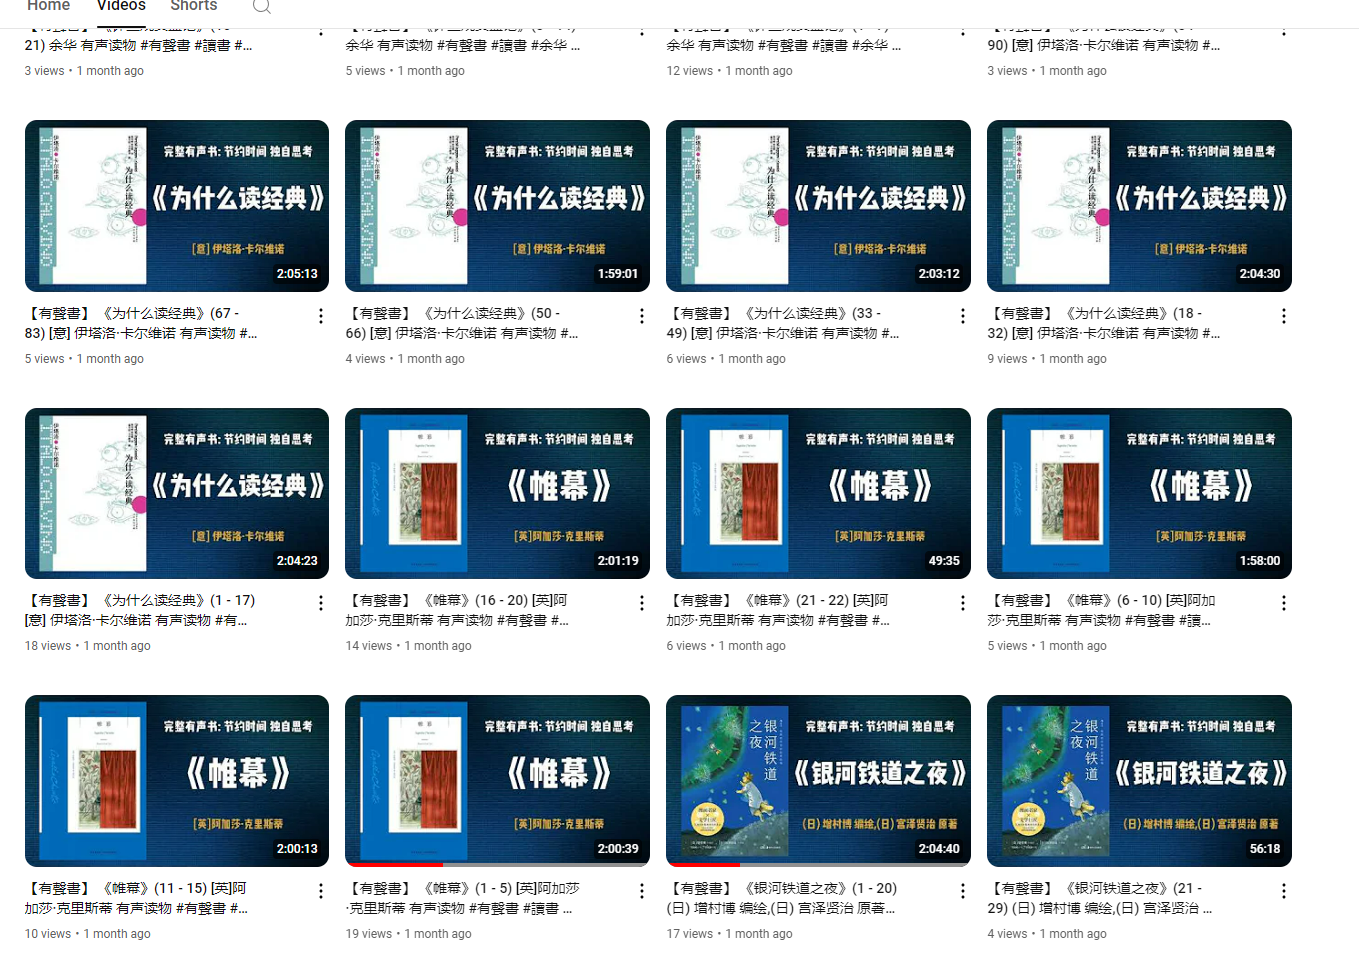 Home Videos Shorts
21) 余华 有声读物 #有聲書 #讀書 #...
3 views • 1 month ago
余华 有声读物 #有聲書 #讀書 #余华 ...
5 views • 1 month ago
余华 有声读物 #有聲書 #讀書 #余华 ...
12 views • 1 month ago
90) [意] 伊塔洛·卡尔维诺 有声读物 #...
3 views • 1 month ago
为什么读经典
完整有声书: 节约时间 独自思考
《为什么读经典》
[意] 伊塔洛·卡尔维诺
2:05:13
【有聲書】 《为什么读经典》(67 -
83) [意] 伊塔洛·卡尔维诺 有声读物 #...
5 views • 1 month ago
为什么读经典
完整有声书: 节约时间 独自思考
《为什么读经典》
[意] 伊塔洛·卡尔维诺
1:59:01
【有聲書】 《为什么读经典》(50 -
66) [意] 伊塔洛·卡尔维诺 有声读物 #...
4 views • 1 month ago
为什么读经典
完整有声书: 节约时间 独自思考
《为什么读经典》
[意] 伊塔洛·卡尔维诺
2:03:12
【有聲書】 《为什么读经典》(33 -
49) [意] 伊塔洛·卡尔维诺 有声读物 #...
6 views • 1 month ago
为什么读经典
完整有声书: 节约时间 独自思考
《为什么读经典》
[意] 伊塔洛·卡尔维诺
2:04:30
【有聲書】 《为什么读经典》(18 -
32) [意] 伊塔洛·卡尔维诺 有声读物 #...
9 views • 1 month ago
为什么读经典
完整有声书: 节约时间 独自思考
《为什么读经典》
[意] 伊塔洛·卡尔维诺
2:04:23
【有聲書】 《为什么读经典》(1 - 17)
[意] 伊塔洛·卡尔维诺 有声读物 #有...
18 views • 1 month ago
完整有声书: 节约时间 独自思考
《帷幕》
[英]阿加莎·克里斯蒂
2:01:19
【有聲書】 《帷幕》(16 - 20) [英]阿
加莎·克里斯蒂 有声读物 #有聲書 #...
14 views • 1 month ago
完整有声书: 节约时间 独自思考
《帷幕》
[英]阿加莎·克里斯蒂
49:35
【有聲書】 《帷幕》(21 - 22) [英]阿
加莎·克里斯蒂 有声读物 #有聲書 #...
6 views • 1 month ago
完整有声书: 节约时间 独自思考
《帷幕》
[英]阿加莎·克里斯蒂
1:58:00
【有聲書】 《帷幕》(6 - 10) [英]阿加
莎·克里斯蒂 有声读物 #有聲書 #讀...
5 views • 1 month ago
完整有声书: 节约时间 独自思考
《帷幕》
[英]阿加莎·克里斯蒂
2:00:13
【有聲書】 《帷幕》(11 - 15) [英]阿
加莎·克里斯蒂 有声读物 #有聲書 #...
10 views • 1 month ago
完整有声书: 节约时间 独自思考
《帷幕》
[英]阿加莎·克里斯蒂
2:00:39
【有聲書】 《帷幕》(1 - 5) [英]阿加莎
·克里斯蒂 有声读物 #有聲書 #讀書 ...
19 views • 1 month ago
银河铁道
之夜
完整有声书: 节约时间 独自思考
《银河铁道之夜》
(日) 增村博 编绘,(日) 宫泽贤治 原著
2:04:40
【有聲書】 《银河铁道之夜》(1 - 20)
(日) 增村博 编绘,(日) 宫泽贤治 原著...
17 views • 1 month ago
银河铁道
之夜
完整有声书: 节约时间 独自思考
《银河铁道之夜》
(日) 增村博 编绘,(日) 宫泽贤治 原著
56:18
【有聲書】 《银河铁道之夜》(21 -
29) (日) 增村博 编绘,(日) 宫泽贤治 ...
4 views • 1 month ago